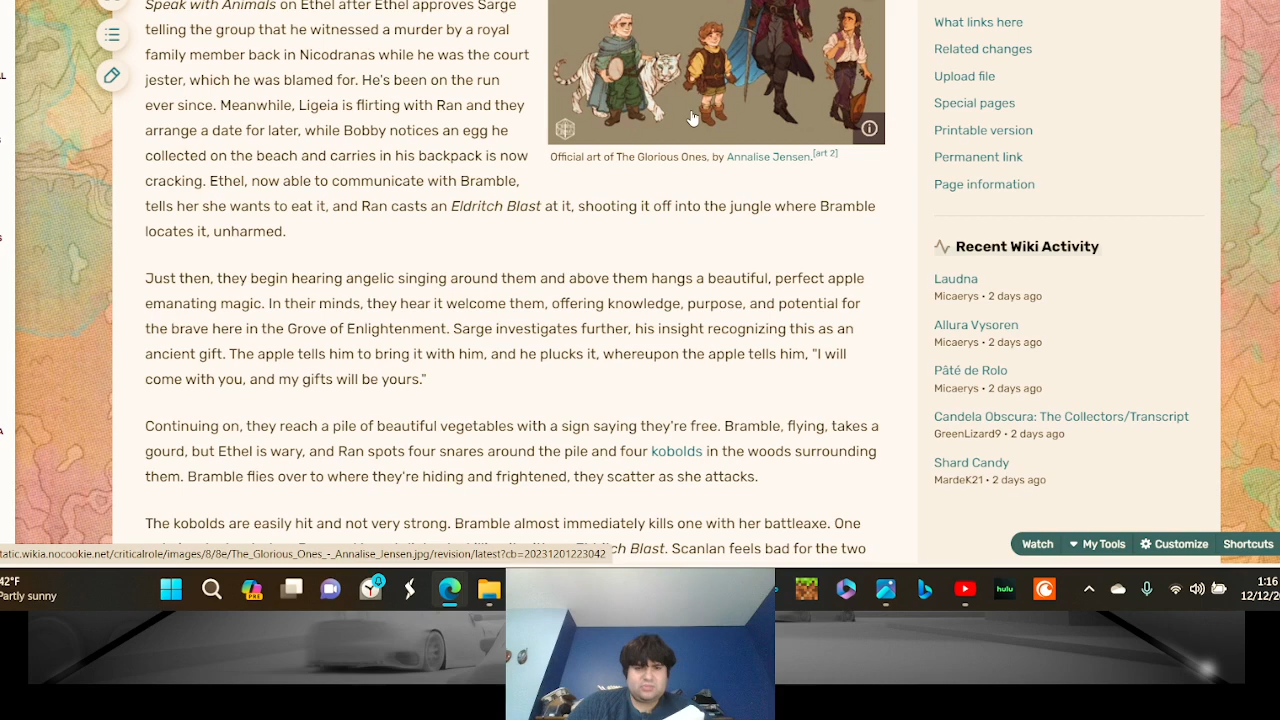 Speak with Animals on Ethel after Ethel approves Sarge
telling the group that he witnessed a murder by a royal
family member back in Nicodranas while he was the court
jester, which he was blamed for. He's been on the run
ever since. Meanwhile, Ligeia is flirting with Ran and they
arrange a date for later, while Bobby notices an egg he
collected on the beach and carries in his backpack is now
cracking. Ethel, now able to communicate with Bramble,
tells her she wants to eat it, and Ran casts an Eldritch Blast at it, shooting it off into the jungle where Bramble
locates it, unharmed.
Official art of The Glorious Ones, by Annalise Jensen.[art 2]
Just then, they begin hearing angelic singing around them and above them hangs a beautiful, perfect apple
emanating magic. In their minds, they hear it welcome them, offering knowledge, purpose, and potential for
the brave here in the Grove of Enlightenment. Sarge investigates further, his insight recognizing this as an
ancient gift. The apple tells him to bring it with him, and he plucks it, whereupon the apple tells him, "I will
come with you, and my gifts will be yours."
Continuing on, they reach a pile of beautiful vegetables with a sign saying they're free. Bramble, flying, takes a
gourd, but Ethel is wary, and Ran spots four snares around the pile and four kobolds in the woods surrounding
them. Bramble flies over to where they're hiding and frightened, they scatter as she attacks.
The kobolds are easily hit and not very strong. Bramble almost immediately kills one with her battleaxe. One
ch Blast. Scanlan feels bad for the two
What links here
Related changes
Upload file
Special pages
Printable version
Permanent link
Page information
Recent Wiki Activity
Laudna
Micaerys • 2 days ago
Allura Vysoren
Micaerys • 2 days ago
Pâté de Rolo
Micaerys • 2 days ago
Candela Obscura: The Collectors/Transcript
GreenLizard9 • 2 days ago
Shard Candy
MardeK21 • 2 days ago
Watch My Tools Customize Shortcuts
tatic.wikia.nocookie.net/criticalrole/images/8/8e/The_Glorious_Ones_-_Annalise_Jensen.jpg/revision/latest?cb=20231201223042
42°F
Partly sunny
PRE
hulu
1:16
12/12/2